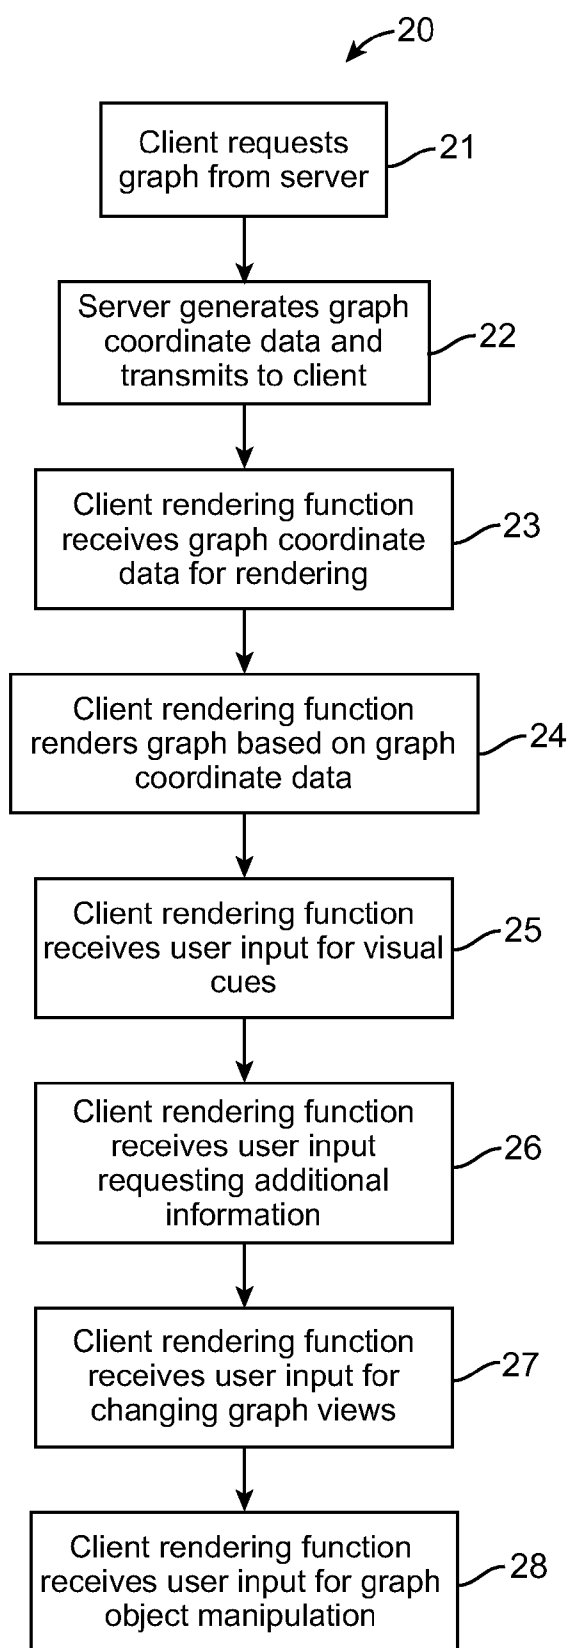 20
Client requests
graph from server
21
Server generates graph
coordinate data and
transmits to client
22
Client rendering function
receives graph coordinate
data for rendering
23
Client rendering function
renders graph based on graph
coordinate data
24
Client rendering function
receives user input for visual
cues
25
Client rendering function
receives user input
requesting additional
information
26
Client rendering function
receives user input for
changing graph views
27
Client rendering function
receives user input for graph
object manipulation
28